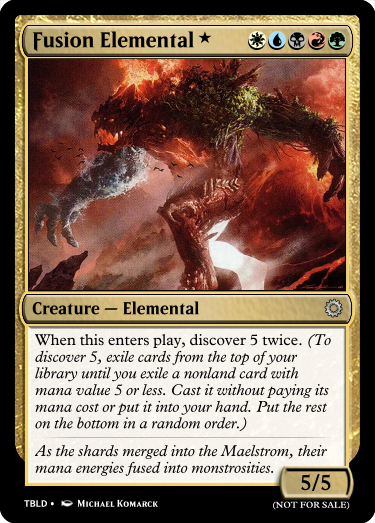 Fusion Elemental ★
Creature — Elemental
When this enters play, discover 5 twice. (To
discover 5, exile cards from the top of your
library until you exile a nonland card with
mana value 5 or less. Cast it without paying its
mana cost or put it into your hand. Put the rest
on the bottom in a random order.)
As the shards merged into the Maelstrom, their
mana energies fused into monstrosities.
5/5
TBLD • Michael Komarck
(NOT FOR SALE)